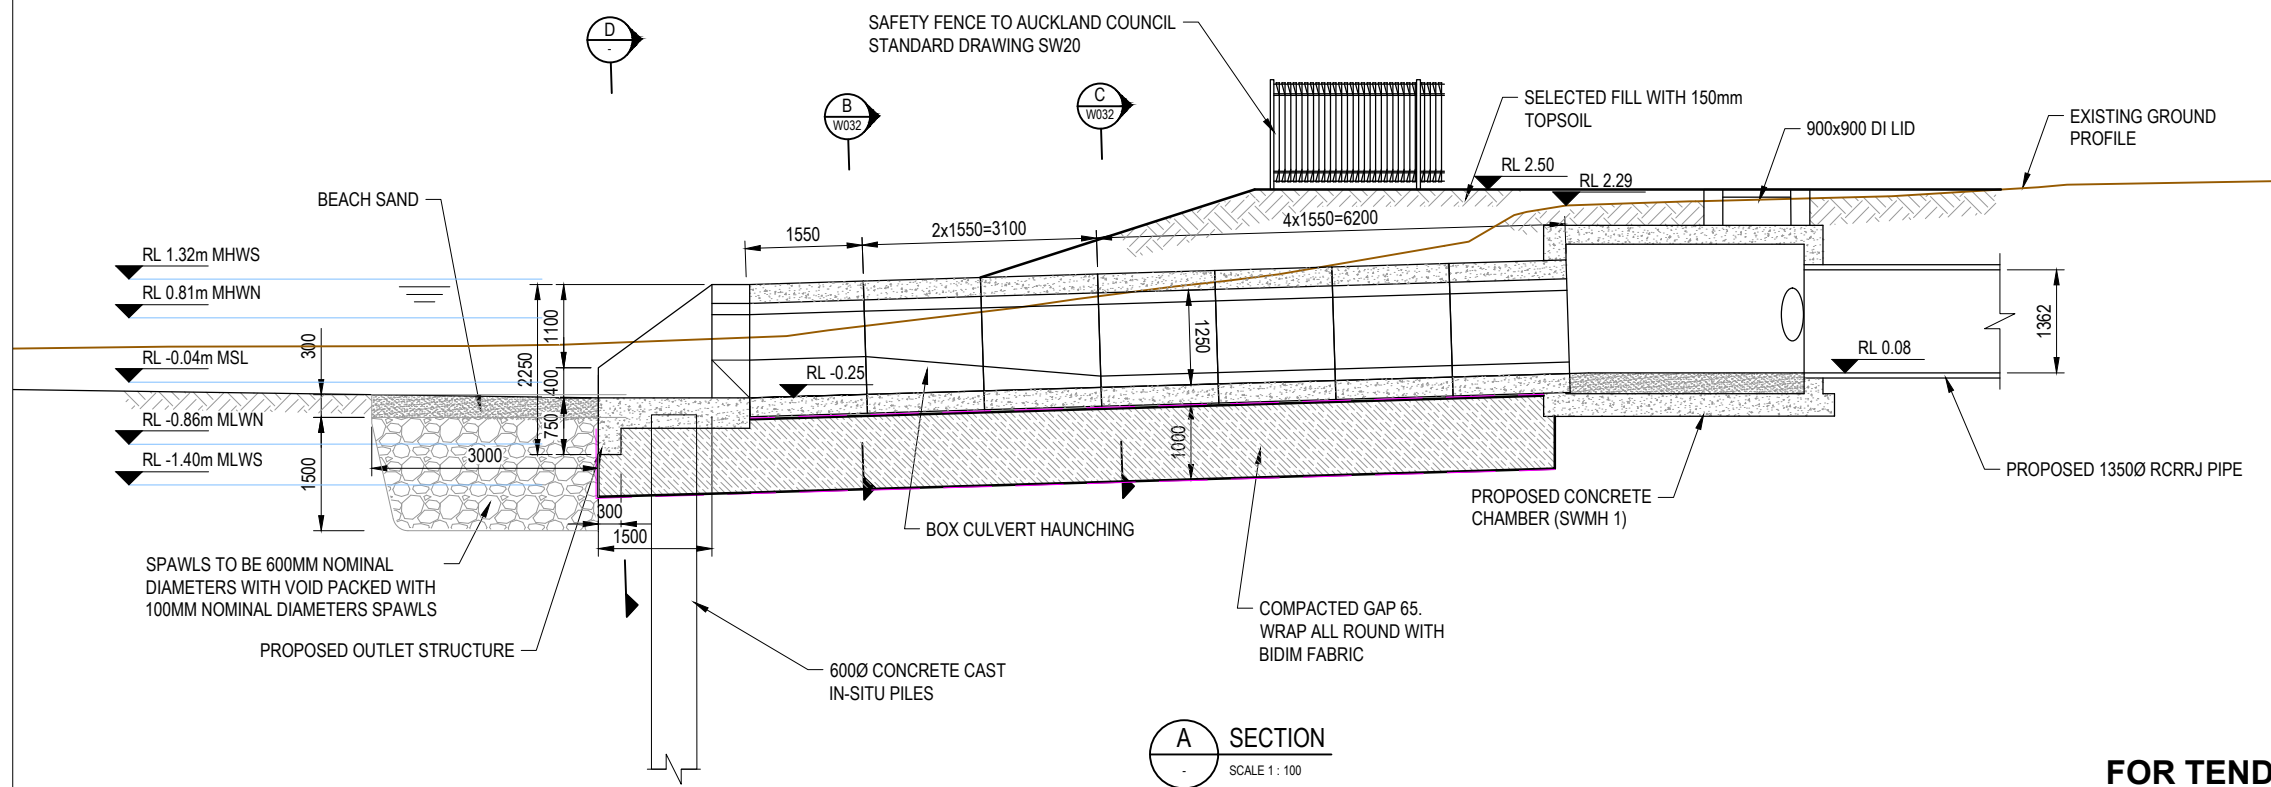 D
-
SAFETY FENCE TO AUCKLAND COUNCIL
STANDARD DRAWING SW20
B
W032
C
W032
SELECTED FILL WITH 150mm
TOPSOIL
900x900 DI LID
EXISTING GROUND
PROFILE
RL 2.50
RL 2.29
BEACH SAND
1550
2x1550=3100
4x1550=6200
RL 1.32m MHWS
RL 0.81m MHWN
RL -0.04m MSL
RL -0.86m MLWN
RL -1.40m MLWS
300
1500
3000
2250
1100
400
750
RL -0.25
1250
1000
RL 0.08
1362
300
1500
BOX CULVERT HAUNCHING
PROPOSED CONCRETE
CHAMBER (SWMH 1)
PROPOSED 1350Ø RCRRJ PIPE
SPAWLS TO BE 600MM NOMINAL
DIAMETERS WITH VOID PACKED WITH
100MM NOMINAL DIAMETERS SPAWLS
PROPOSED OUTLET STRUCTURE
600Ø CONCRETE CAST
IN-SITU PILES
COMPACTED GAP 65.
WRAP ALL ROUND WITH
BIDIM FABRIC
A
-
SECTION
SCALE 1 : 100
FOR TEND